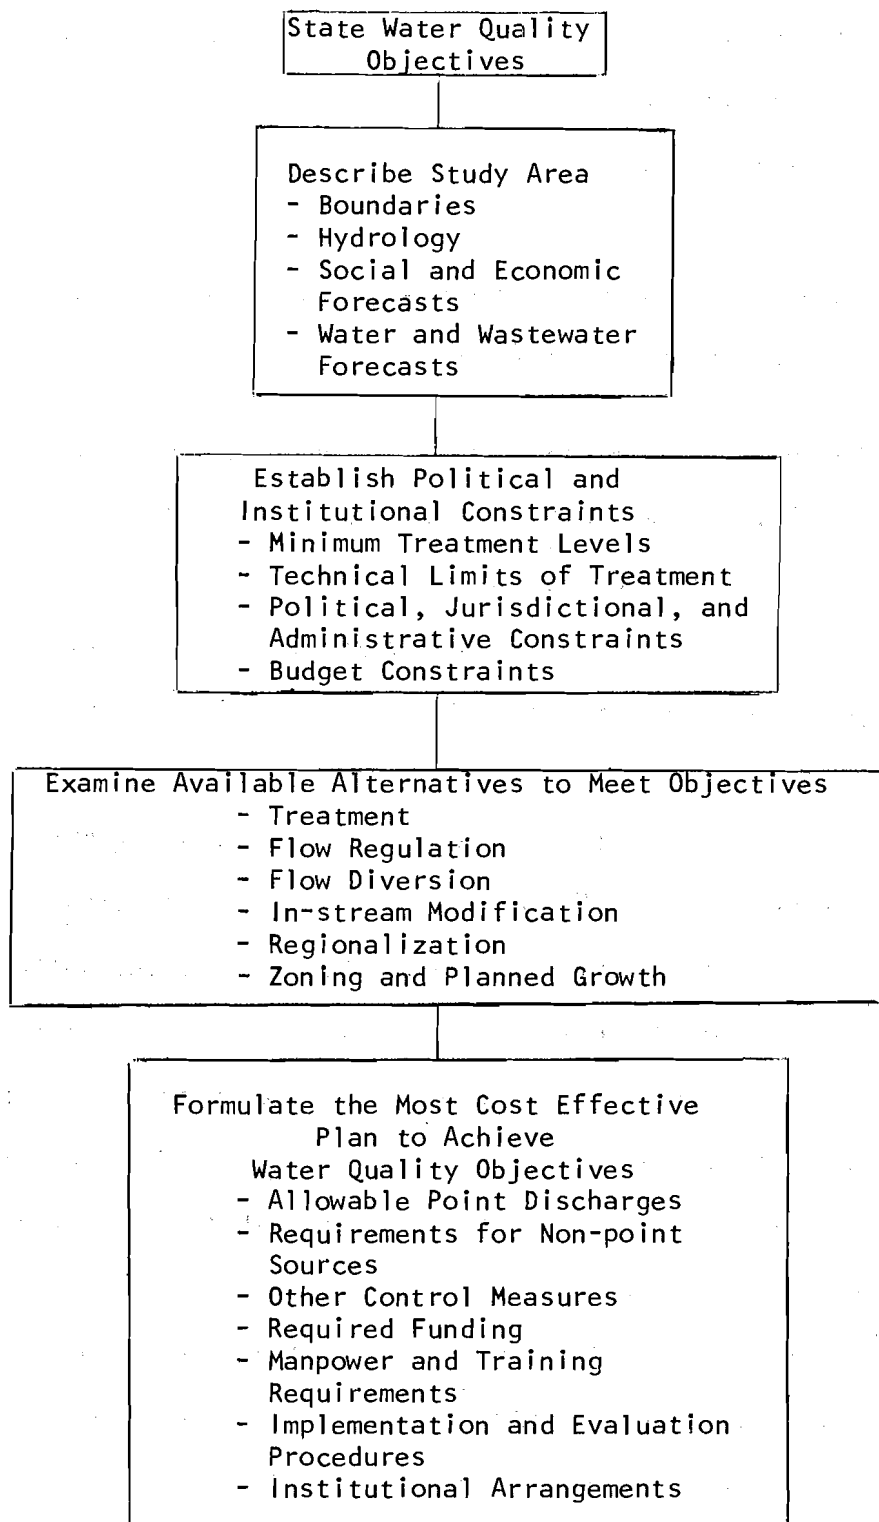 State Water Quality
Objectives
Describe Study Area
- Boundaries
- Hydrology
- Social and Economic
Forecasts
- Water and Wastewater
Forecasts
Establish Political and
Institutional Constraints
- Minimum Treatment Levels
- Technical Limits of Treatment
- Political, Jurisdictional, and
Administrative Constraints
- Budget Constraints
Examine Available Alternatives to Meet Objectives
- Treatment
- Flow Regulation
- Flow Diversion
- In-stream Modification
- Regionalization
- Zoning and Planned Growth
Formulate the Most Cost Effective
Plan to Achieve
Water Quality Objectives
- Allowable Point Discharges
- Requirements for Non-point
Sources
- Other Control Measures
- Required Funding
- Manpower and Training
Requirements
- Implementation and Evaluation
Procedures
- Institutional Arrangements